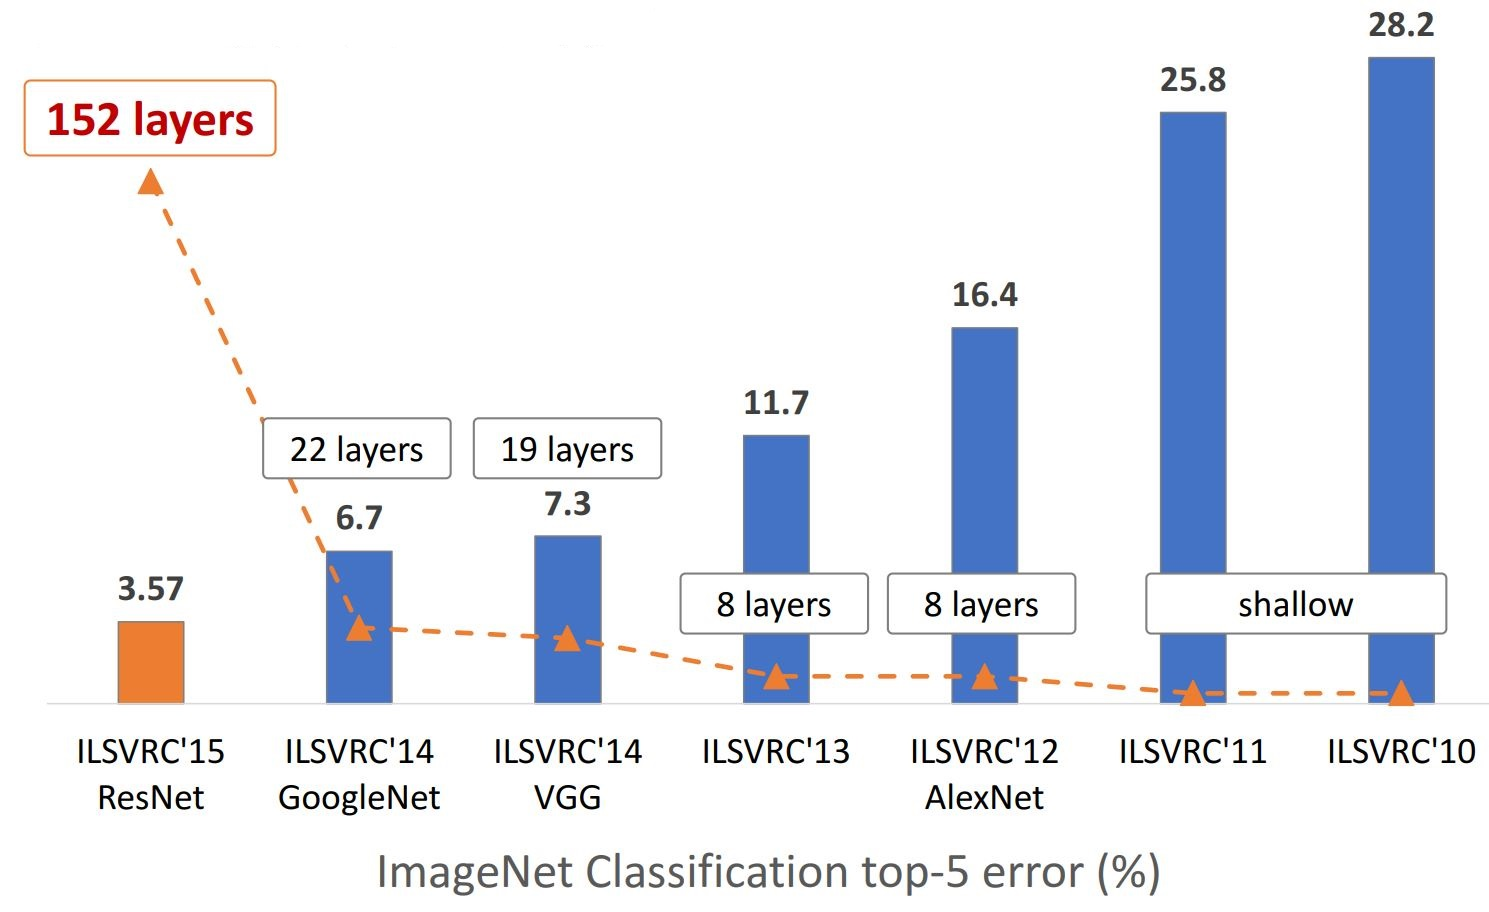 28.2
25.8
152 layers
16.4
11.7
22 layers
19 layers
7.3
6.7
3.57
8 layers
8 layers
shallow
ILSVRC'15
ResNet
ILSVRC'14
GoogleNet
ILSVRC'14
VGG
ILSVRC'13
ILSVRC'12
AlexNet
ILSVRC'11
ILSVRC'10
ImageNet Classification top-5 error (%)